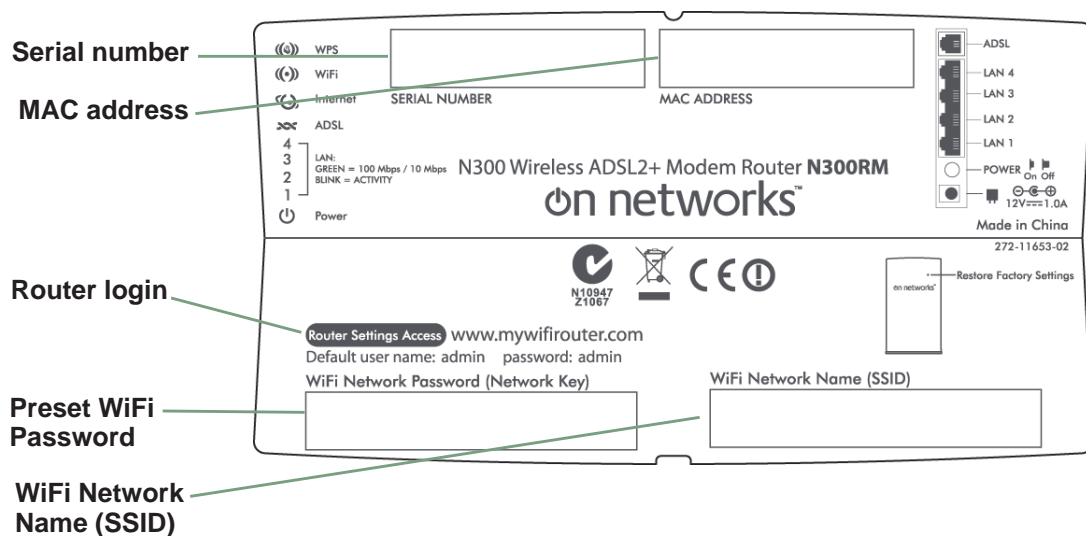 Serial number
MAC address
Router login
Preset WiFi
Password
WiFi Network
Name (SSID)
WPS
WiFi
Internet
ADSL
4
3
2
1
LAN:
GREEN = 100 Mbps / 10 Mbps
BLINK = ACTIVITY
Power
SERIAL NUMBER
MAC ADDRESS
N300 Wireless ADSL2+ Modem Router N300RM
on networks™
ADSL
LAN 4
LAN 3
LAN 2
LAN 1
POWER
On Off
12V 1.0A
Made in China
272-11653-02
N10947
Z1067
CE
on networks™
Restore Factory Settings
Router Settings Access www.mywifirouter.com
Default user name: admin password: admin
WiFi Network Password (Network Key)
WiFi Network Name (SSID)